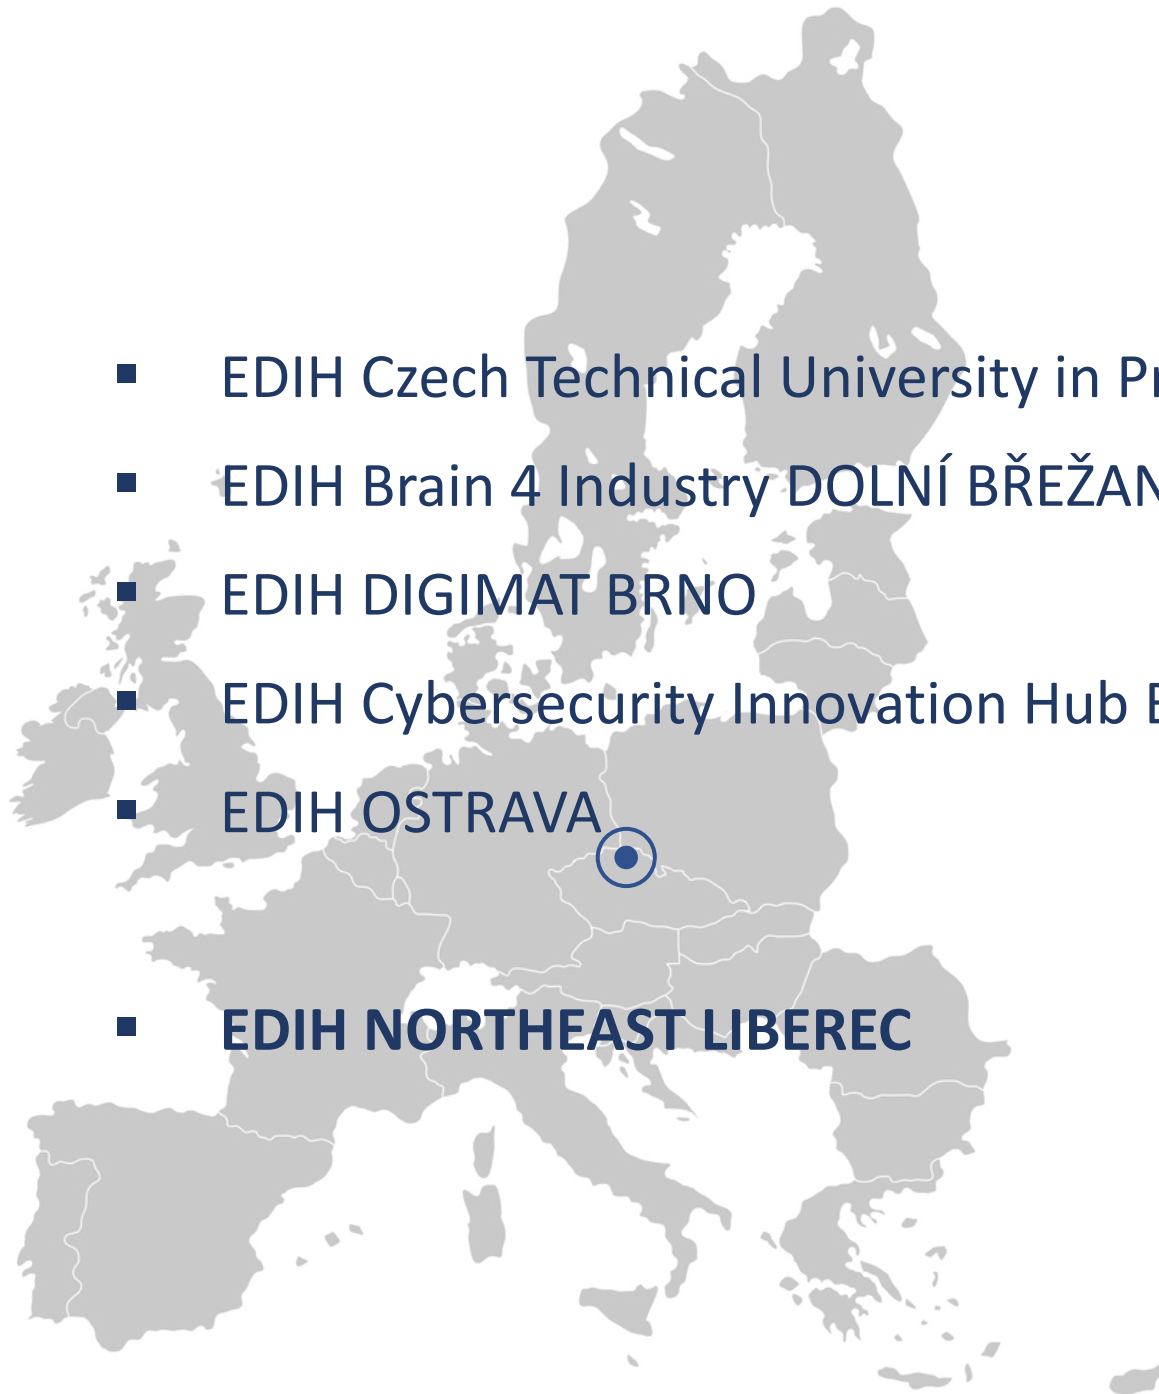 ▪ EDIH Czech Technical University in
▪ EDIH Brain 4 Industry DOLNÍ
▪ EDIH DIGIMAT BRNO
▪ EDIH Cybersecurity Innovation Hub
▪ EDIH OSTRAVA
▪ EDIH NORTHEAST LIBEREC